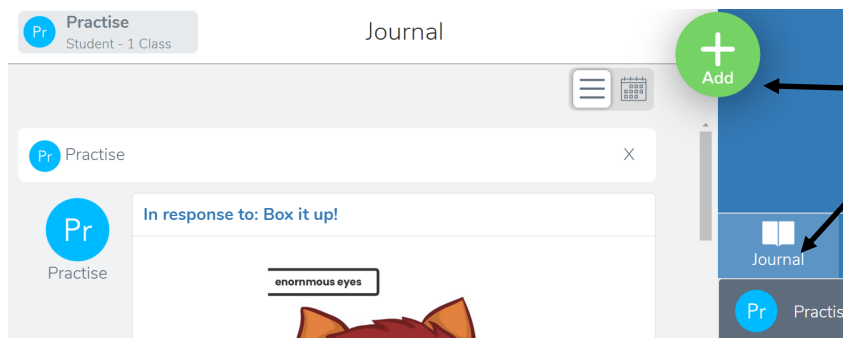 Pr
Practise
Student - 1 Class
Journal
Add
Pr Practise
X
Pr
Practise
In response to: Box it up!
enornmous eyes
Journal
Pr Practis